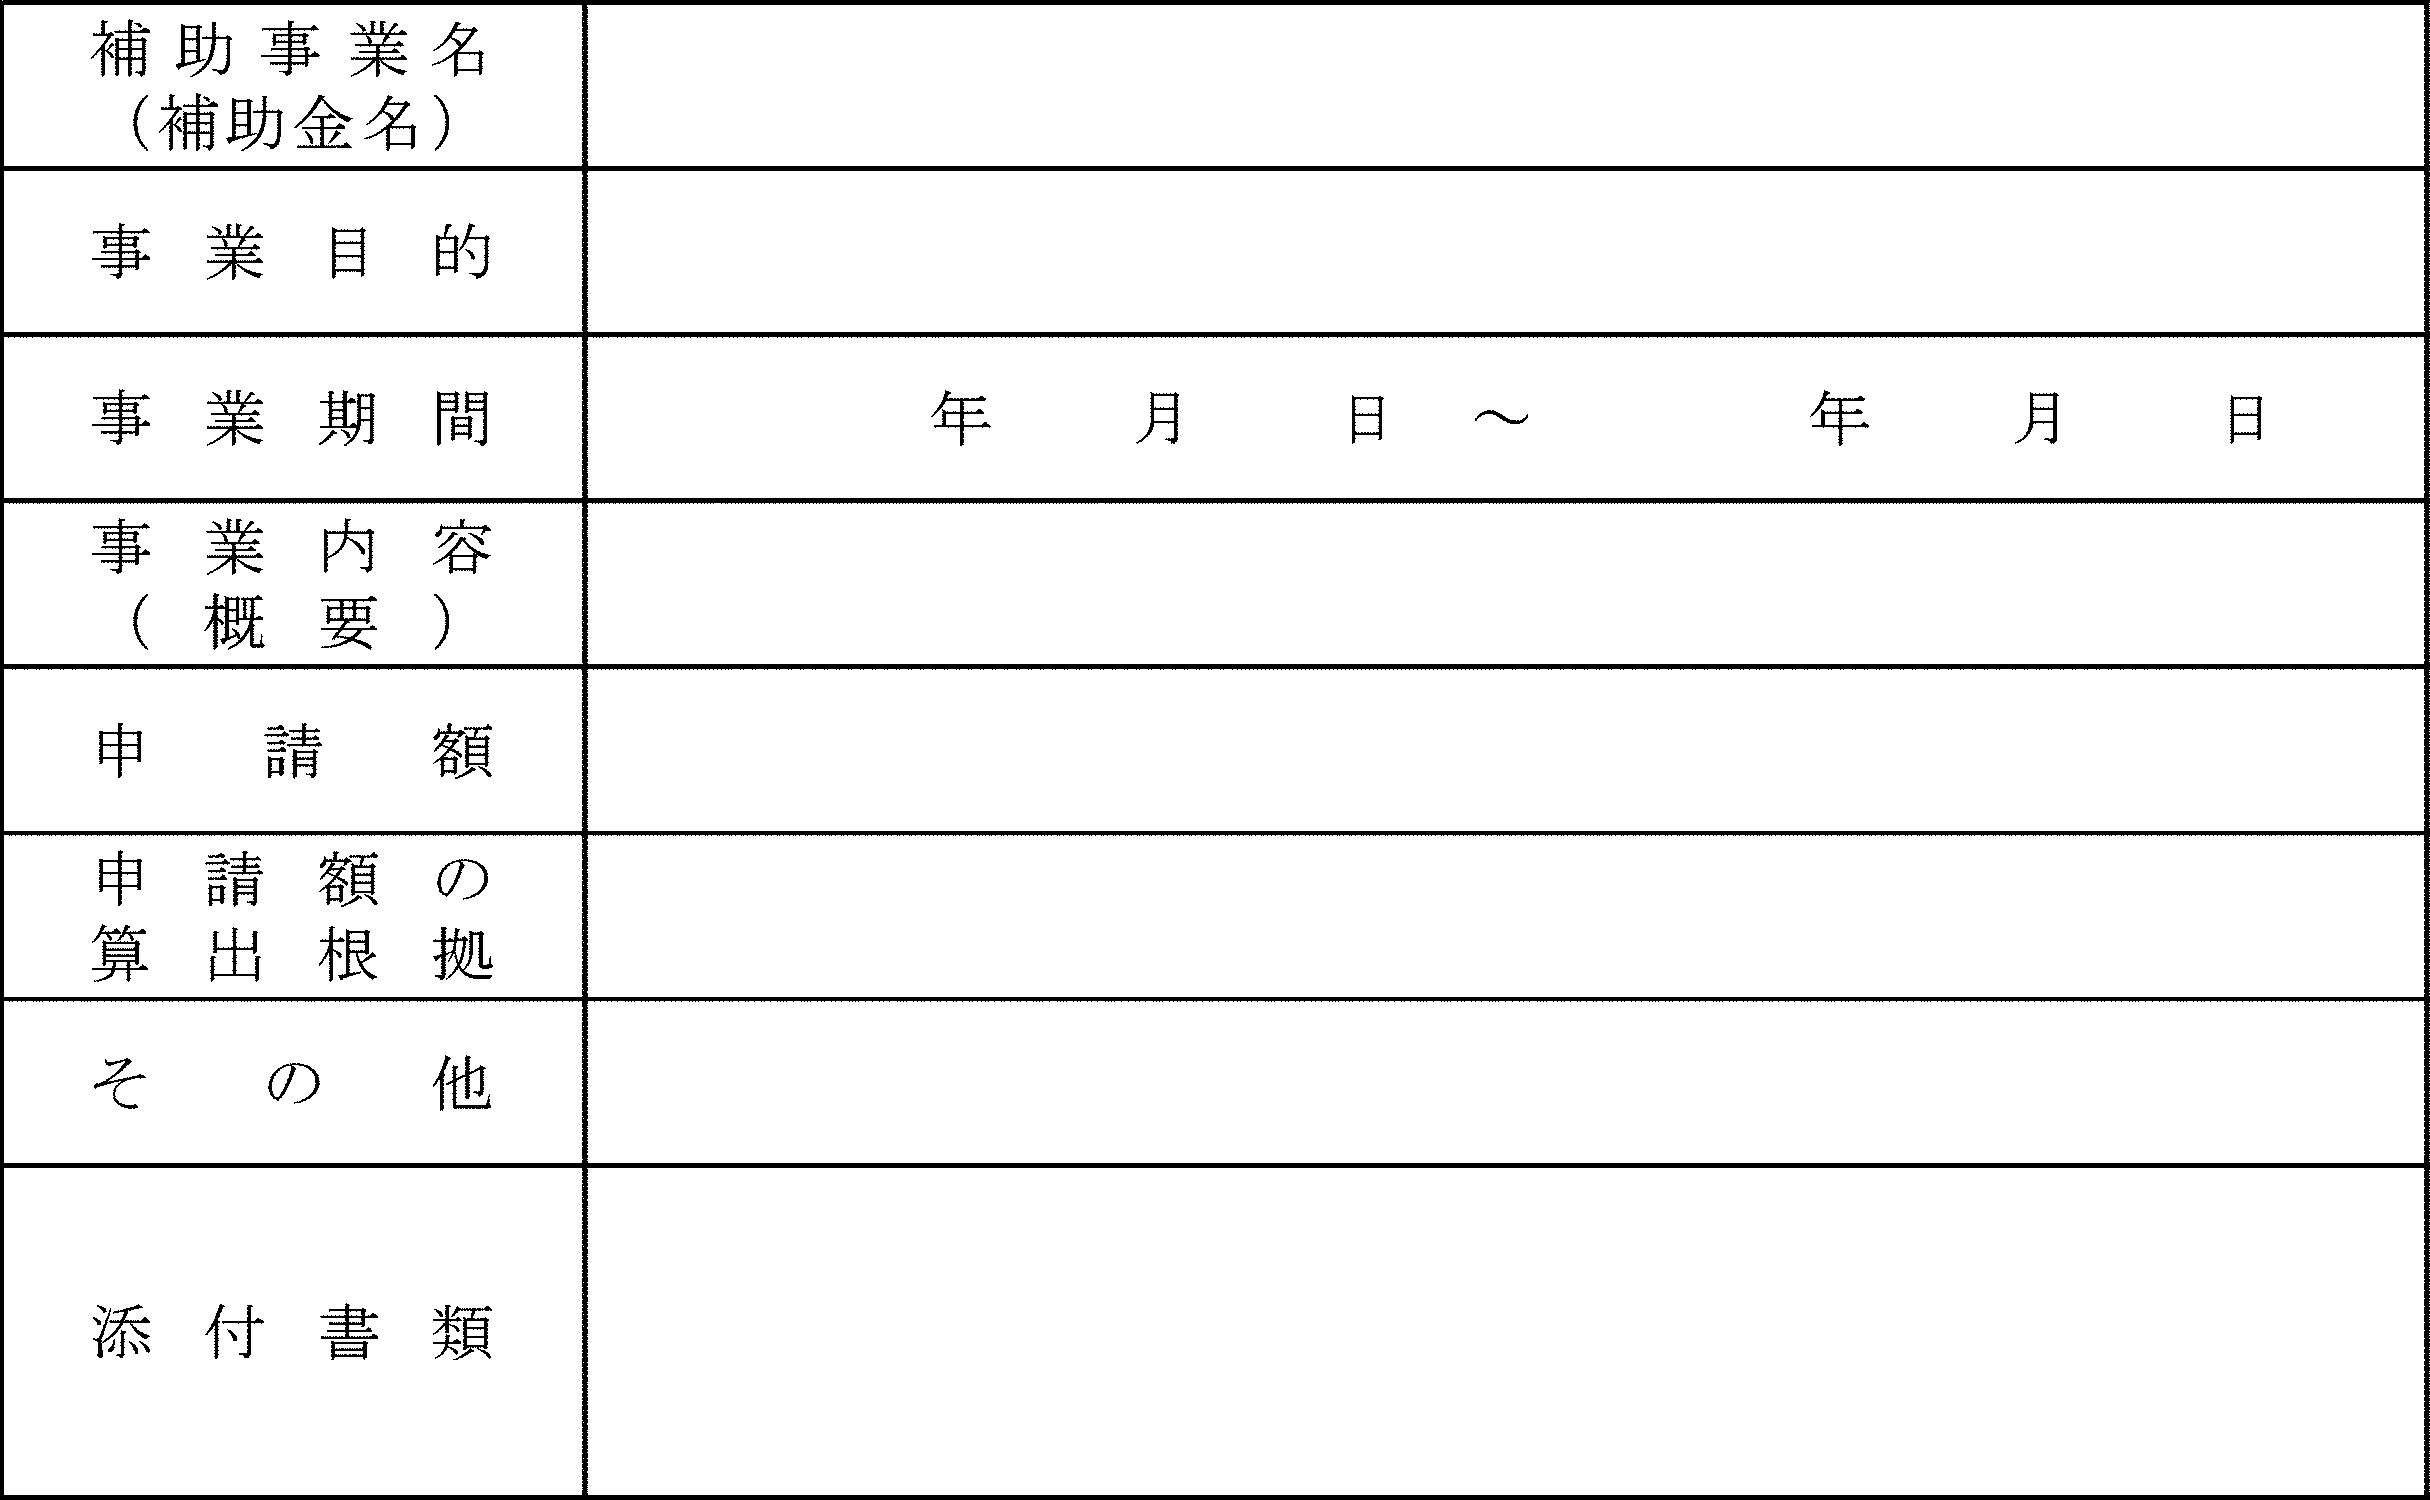 補助事業名
（補助金名）
事業目的
事業期間
年　月　日　～　年　月　日
事業内容
（概要）
申請額
申請額の
算出根拠
その他
添付書類